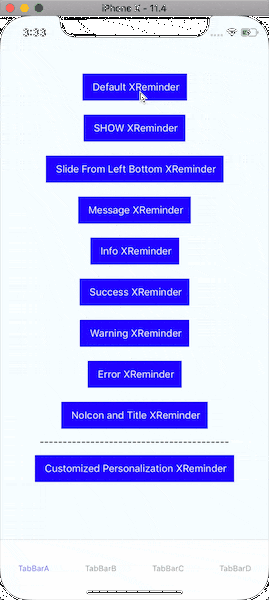 iPhone X - 11.4
3:33
Default XReminder
SHOW XReminder
Slide From Left Bottom XReminder
Message XReminder
Info XReminder
Success XReminder
Warning XReminder
Error XReminder
NoIcon and Title XReminder
Customized Personalization XReminder
TabBarA TabBarB TabBarC TabBarD